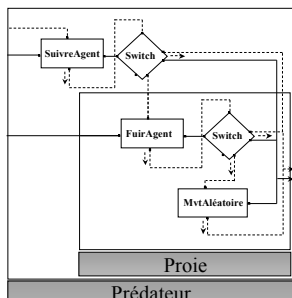 SuivreAgent
Switch
FuirAgent
Switch
MvtAléatoire
Proie
Prédateur